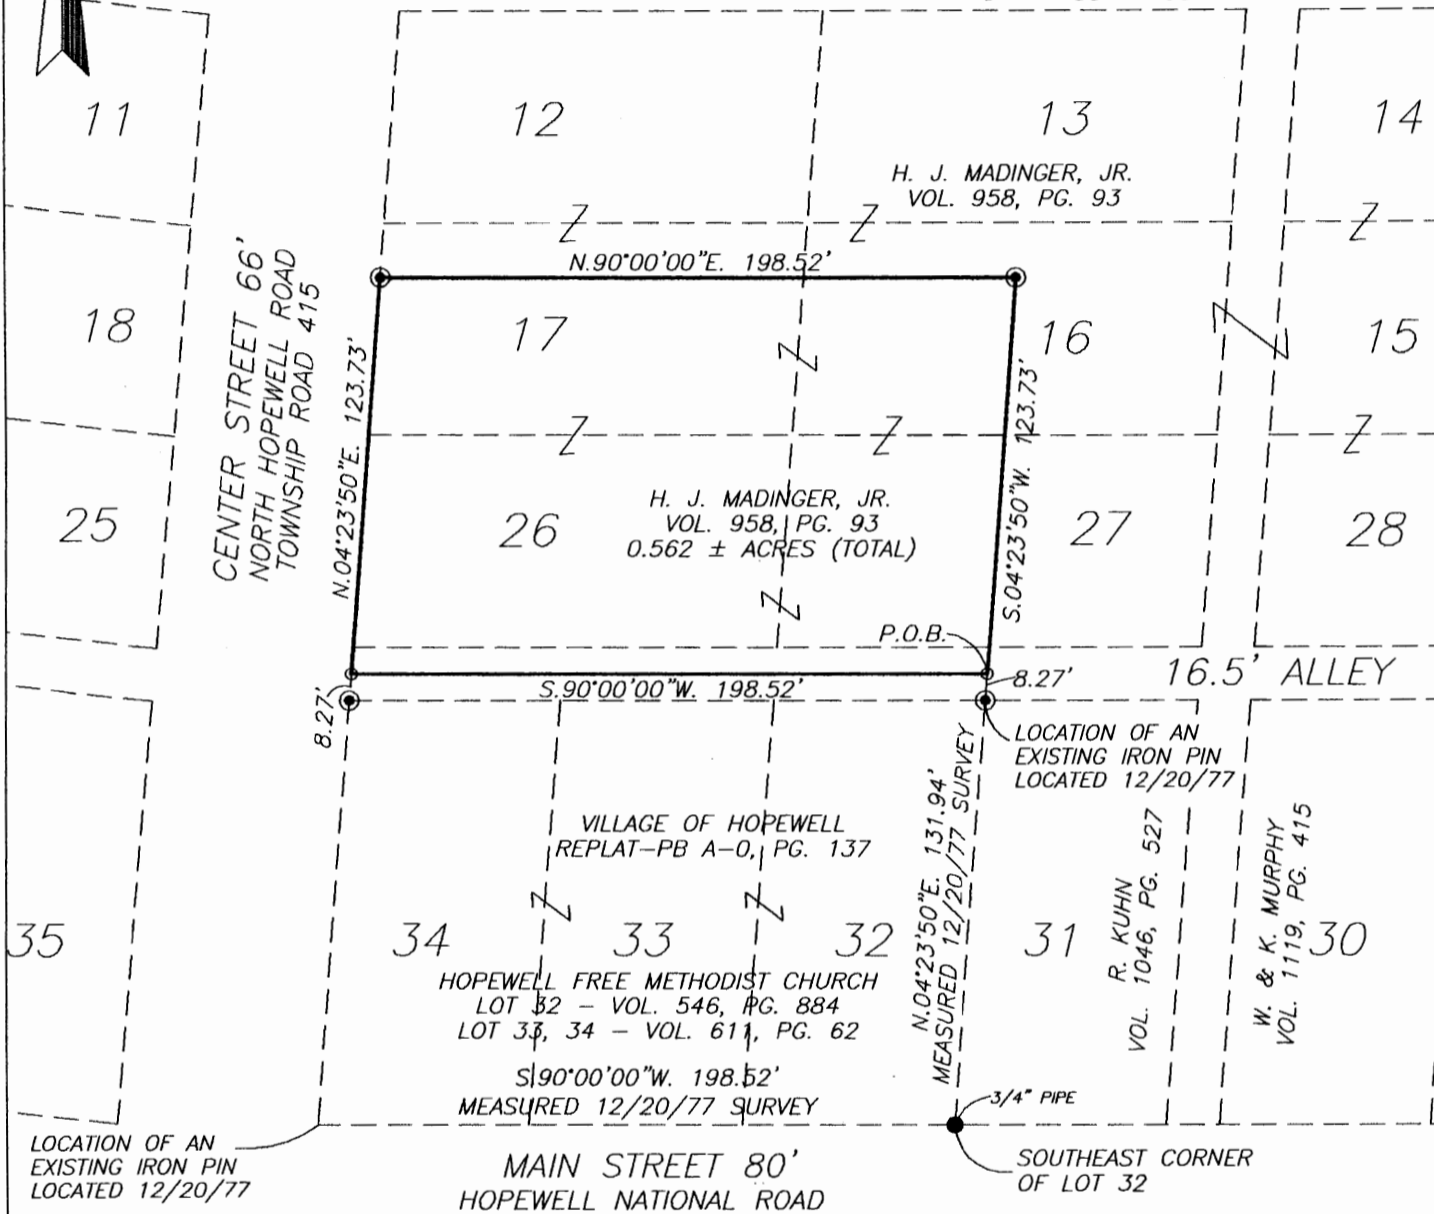 11
12
13
14
H. J. MADINGER, JR.
VOL. 958, PG. 93
N.90°00'00"E. 198.52'
18
CENTER STREET 66'
NORTH HOPEWELL ROAD
TOWNSHIP ROAD 415
N.04°23'50"E. 123.73'
17
16
15
S.04°23'50"W. 123.73'
25
26
H. J. MADINGER, JR.
VOL. 958, PG. 93
0.562 ± ACRES (TOTAL)
27
28
P.O.B.
8.27'
16.5' ALLEY
S.90°00'00"W. 198.52'
8.27'
LOCATION OF AN
EXISTING IRON PIN
LOCATED 12/20/77
VILLAGE OF HOPEWELL
REPLAT-PB A-0, PG. 137
N.04°23'50"E. 131.94'
MEASURED 12/20/77 SURVEY
R. KUHN
VOL. 1046, PG. 527
W. & K. MURPHY
VOL. 1119, PG. 415
35
34
33
32
31
30
HOPEWELL FREE METHODIST CHURCH
LOT 32 - VOL. 546, PG. 884
LOT 33, 34 - VOL. 611, PG. 62
S.90°00'00"W. 198.52'
MEASURED 12/20/77 SURVEY
3/4" PIPE
LOCATION OF AN
EXISTING IRON PIN
LOCATED 12/20/77
MAIN STREET 80'
HOPEWELL NATIONAL ROAD
SOUTHEAST CORNER
OF LOT 32